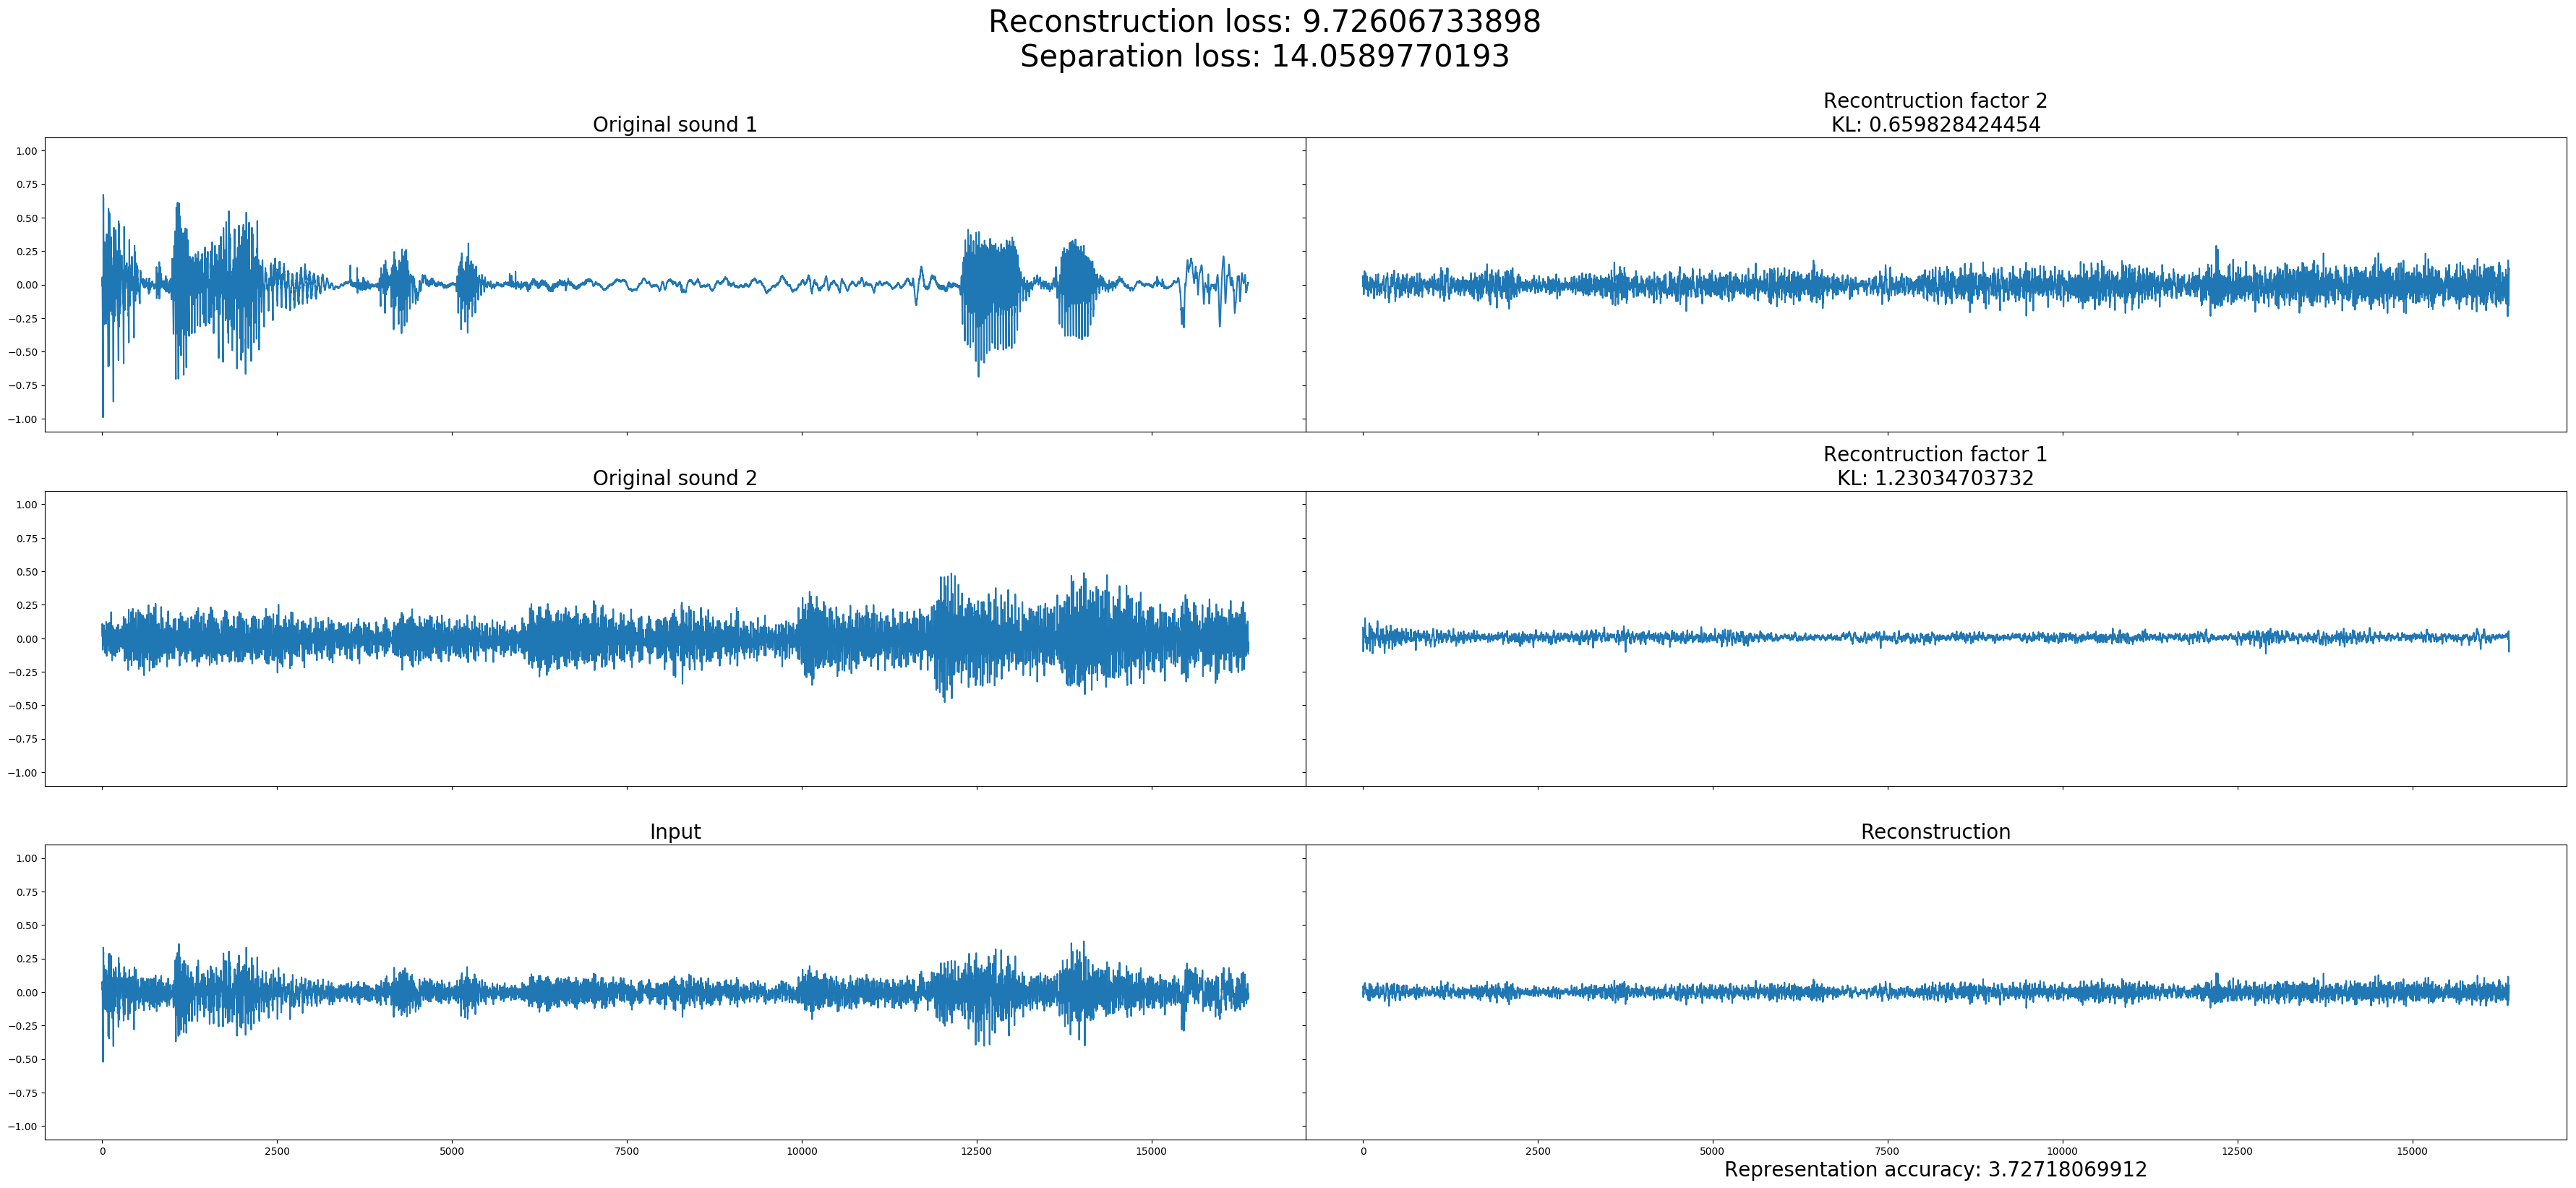 Reconstruction loss: 9.72606733898
Separation loss: 14.0589770193
Original sound 1
1.00
0.75
0.50
0.25
0.00
−0.25
−0.50
−0.75
−1.00
Recontruction factor 2
KL: 0.659828424454
Original sound 2
1.00
0.75
0.50
0.25
0.00
−0.25
−0.50
−0.75
−1.00
Recontruction factor 1
KL: 1.23034703732
Input
1.00
0.75
0.50
0.25
0.00
−0.25
−0.50
−0.75
−1.00
0 2500 5000 7500 10000 12500 15000
Reconstruction
0 2500 5000 7500 10000 12500 15000
Representation accuracy: 3.72718069912